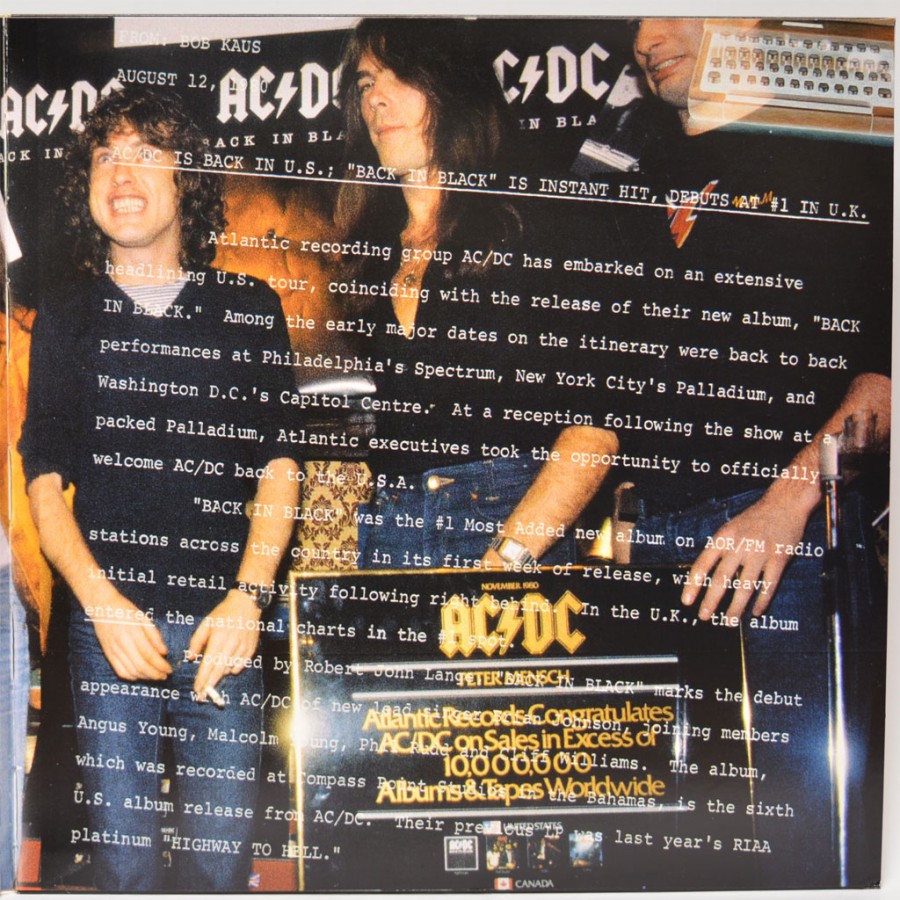 FROM: BOB KAUS
AUGUST 12, 1980
AC/DC
BACK IN BLA
AC/DC
ACK IN
C/DC
IN BLA
AC/DC IS BACK IN U.S.; "BACK IN BLACK" IS INSTANT HIT, DEBUTS AT #1 IN U.K.
Atlantic recording group AC/DC has embarked on an extensive
headlining U.S. tour, coinciding with the release of their new album, "BACK
IN BLACK." Among the early major dates on the itinerary were back to back
performances at Philadelphia's Spectrum, New York City's Palladium, and
Washington D.C.'s Capitol Centre. At a reception following the show at a
packed Palladium, Atlantic executives took the opportunity to officially
welcome AC/DC back to the U.S.A.
"BACK IN BLACK" was the #1 Most Added new album on AOR/FM radio
stations across the country in its first week of release, with heavy
initial retail activity following right behind. In the U.K., the album
entered the national charts in the #1 spot.
Produced by Robert John Lange, "BACK IN BLACK" marks the debut
appearance with AC/DC of new lead singer Brian Johnson, joining members
Angus Young, Malcolm Young, Phil Rudd and Cliff Williams. The album,
which was recorded at Compass Point Studios in the Bahamas, is the sixth
U.S. album release from AC/DC. Their previous LP was last year's RIAA
platinum "HIGHWAY TO HELL."
NOVEMBER 1980
AC/DC
PETER MENSCH
Atlantic Records Congratulates
AC/DC on Sales in Excess of
10,000,000
Albums & Tapes Worldwide
UNITED STATES
CANADA